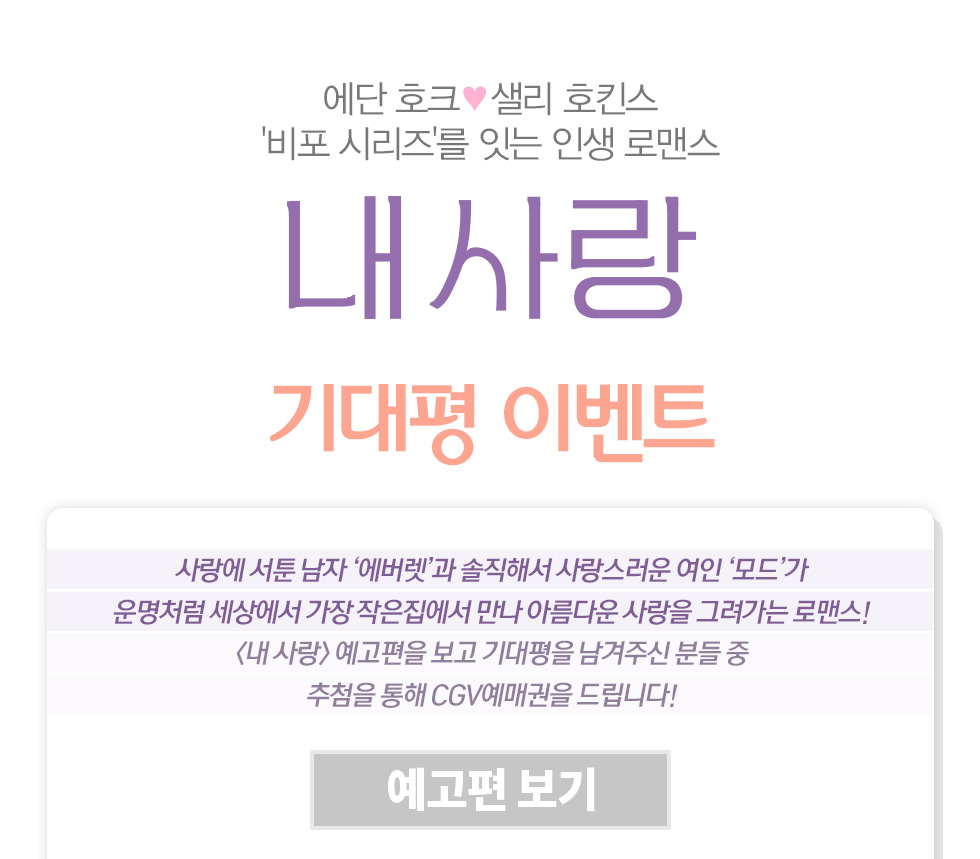 에단 호크♥샐리 호킨스
'비포 시리즈'를 잇는 인생 로맨스
내 사랑
기대평 이벤트
사랑에 서툰 남자 ‘에버렛’과 솔직해서 사랑스러운 여인 ‘모드’가
운명처럼 세상에서 가장 작은집에서 만나 아름다운 사랑을 그려가는 로맨스!
<내 사랑> 예고편을 보고 기대평을 남겨주신 분들 중
추첨을 통해 CGV예매권을 드립니다!
예고편 보기